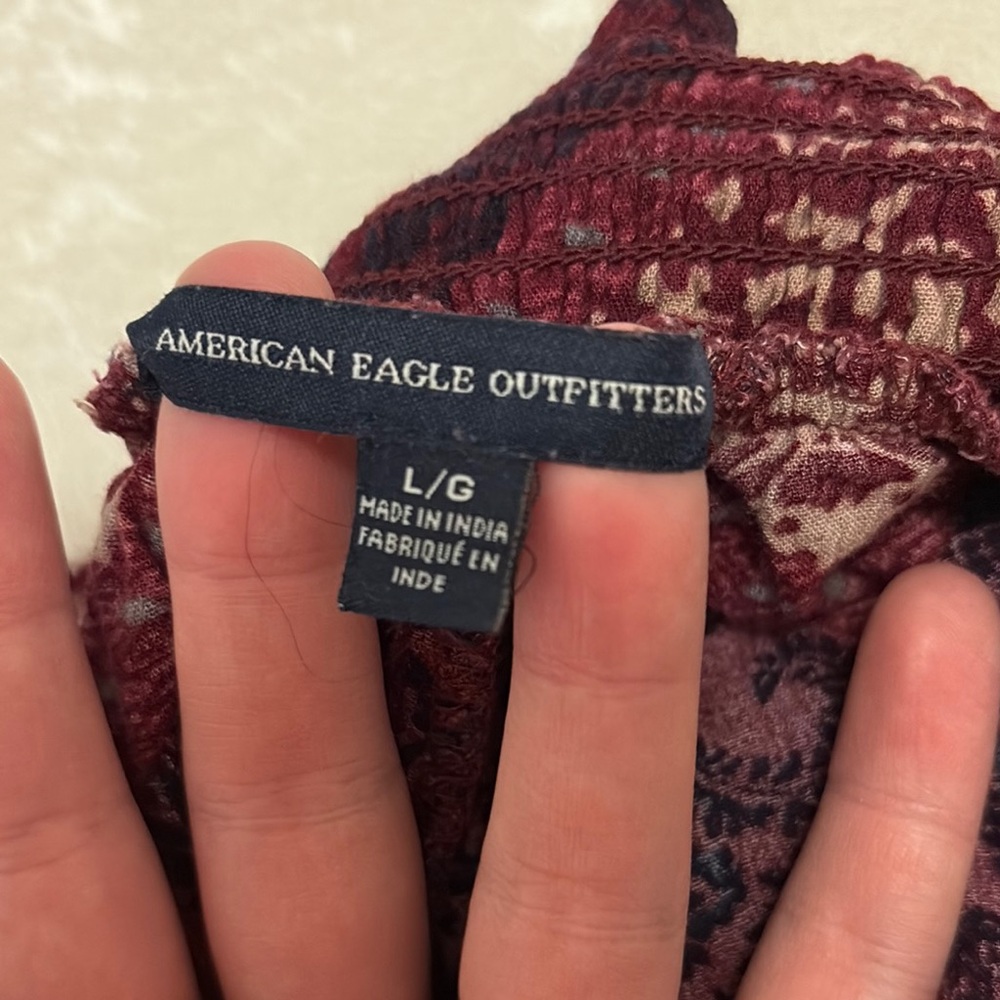 AMERICAN EAGLE OUTFITTERS
L/G
MADE IN INDIA
FABRIQUÉ EN
INDE